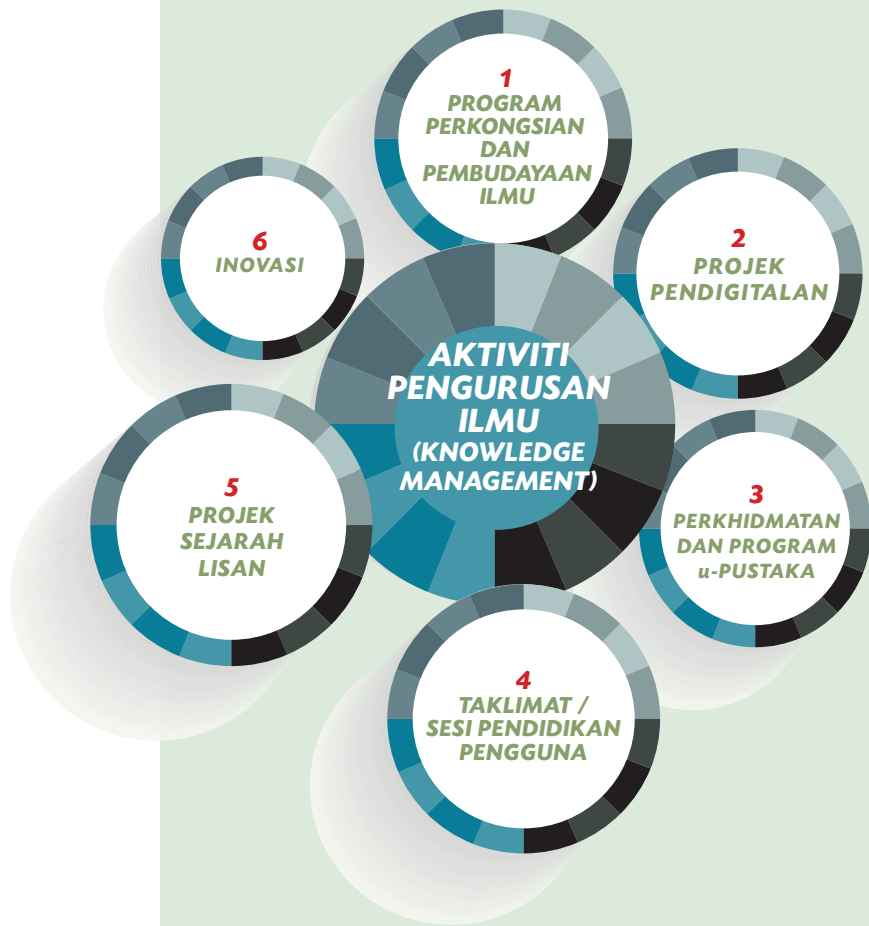 1
PROGRAM
PERKONGSIAN
DAN
PEMBUDAYAAN
ILMU
2
PROJEK
PENDIGITALAN
3
PERKHIDMATAN
DAN PROGRAM
u-PUSTAKA
4
TAKLIMAT /
SESI PENDIDIKAN
PENGGUNA
5
PROJEK
SEJARAH
LISAN
6
INOVASI
AKTIVITI
PENGURUSAN
ILMU
(KNOWLEDGE
MANAGEMENT)